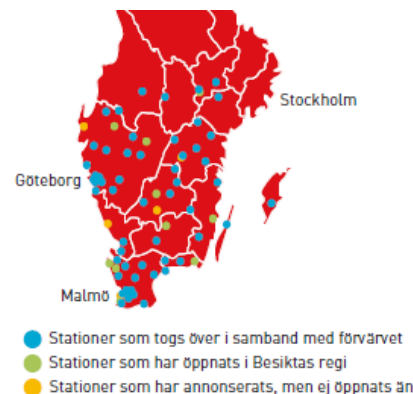 Stockholm
Göteborg
Malmö
Stationer som togs över i samband med förvärvet
Stationer som har öppnats i Besiktas regi
Stationer som har annonserats, men ej öppnats än